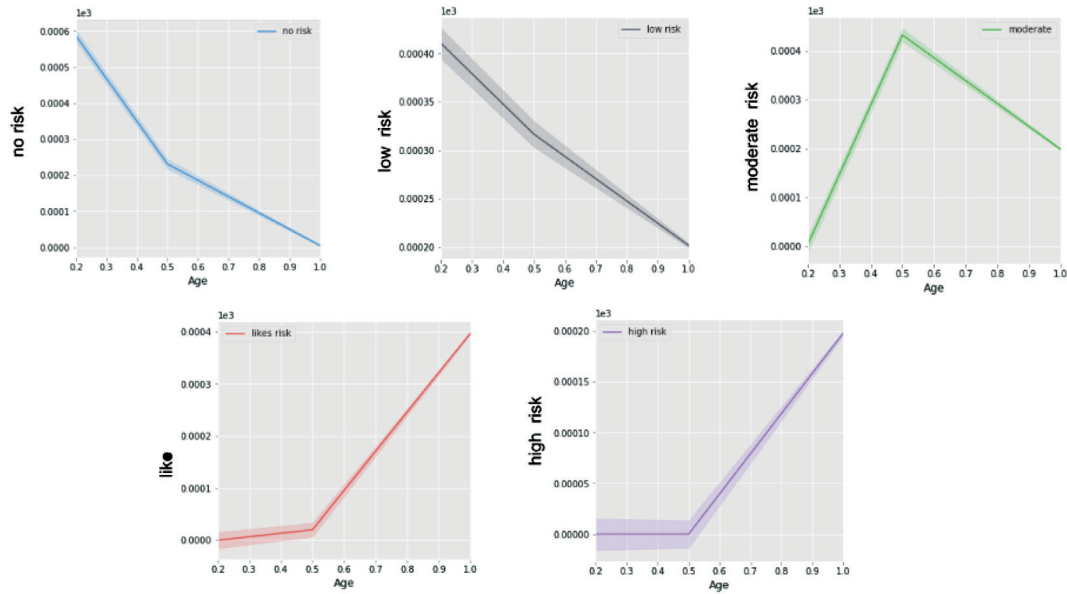 1e3
no risk
0.0006
0.0005
0.0004
0.0003
0.0002
0.0001
0.0000
no risk
0.2 0.3 0.4 0.5 0.6 0.7 0.8 0.9 1.0
Age
1e3
low risk
0.00040
0.00035
0.00030
0.00025
0.00020
low risk
0.2 0.3 0.4 0.5 0.6 0.7 0.8 0.9 1.0
Age
1e3
moderate
0.0004
0.0003
0.0002
0.0001
0.0000
moderate risk
0.2 0.3 0.4 0.5 0.6 0.7 0.8 0.9 1.0
Age
1e3
likes risk
0.0004
0.0003
0.0002
0.0001
0.0000
like
0.2 0.3 0.4 0.5 0.6 0.7 0.8 0.9 1.0
Age
1e3
high risk
0.00020
0.00015
0.00010
0.00005
0.00000
high risk
0.2 0.3 0.4 0.5 0.6 0.7 0.8 0.9 1.0
Age